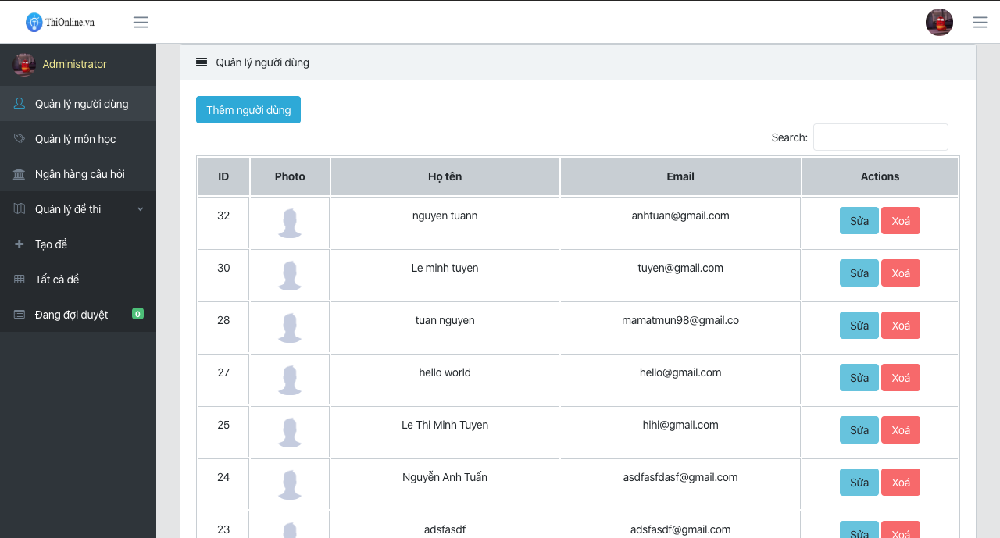 ThiOnline.vn
Administrator
Quản lý người dùng
Quản lý môn học
Ngân hàng câu hỏi
Quản lý đề thi
Tạo đề
Tất cả đề
Đang đợi duyệt 0
Quản lý người dùng
Thêm người dùng
Search:
ID Photo Họ tên Email Actions
32 nguyen tuann anhtuan@gmail.com Sửa Xoá
30 Le minh tuyen tuyen@gmail.com Sửa Xoá
28 tuan nguyen mamatmun98@gmail.co Sửa Xoá
27 hello world hello@gmail.com Sửa Xoá
25 Le Thi Minh Tuyen hihi@gmail.com Sửa Xoá
24 Nguyễn Anh Tuấn asdfasfdasf@gmail.com Sửa Xoá
23 adsfasdf adsfasdf@gmail.com Sửa Xoá